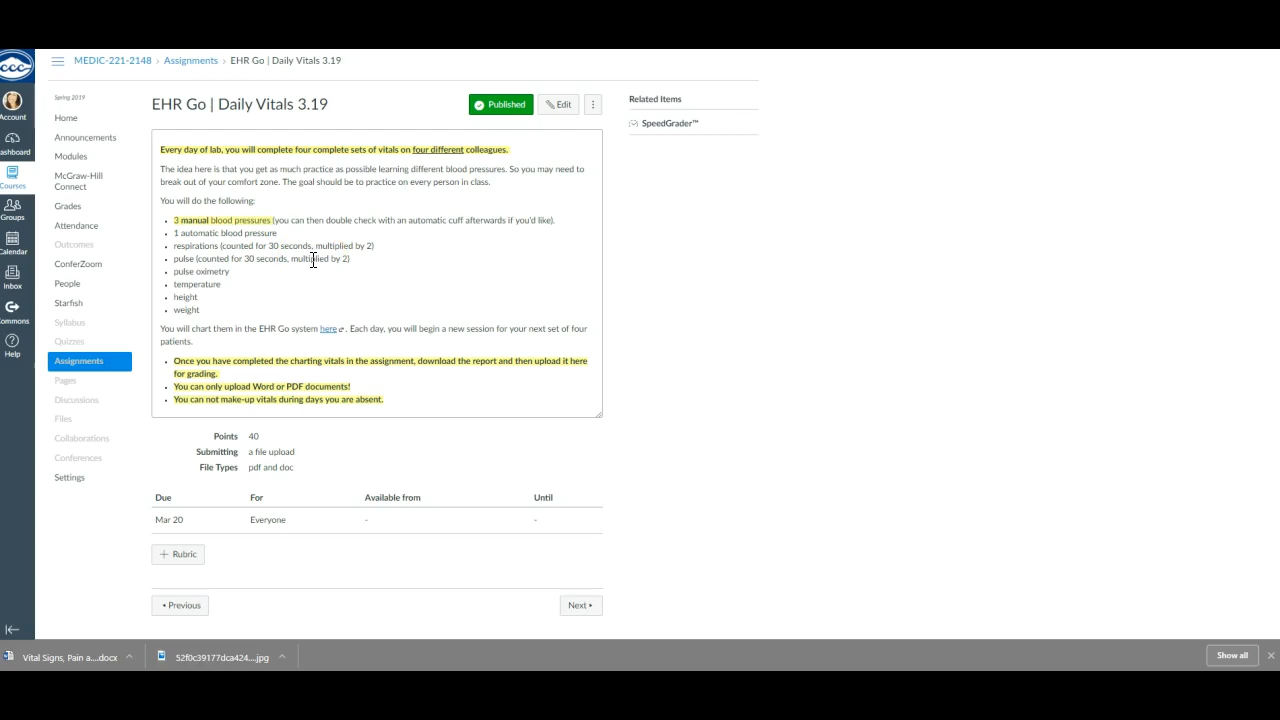 MEDIC-221-2148 › Assignments › EHR Go | Daily Vitals 3.19
CCC
Account
ashboard
Courses
Groups
Calendar
Inbox
ommons
Help
Spring 2019
Home
Announcements
Modules
McGraw-Hill
Connect
Grades
Attendance
Outcomes
ConferZoom
People
Starfish
Syllabus
Quizzes
Assignments
Pages
Discussions
Files
Collaborations
Conferences
Settings
EHR Go | Daily Vitals 3.19
Published
Edit
Every day of lab, you will complete four complete sets of vitals on four different colleagues.
The idea here is that you get as much practice as possible learning different blood pressures. So you may need to
break out of your comfort zone. The goal should be to practice on every person in class.
You will do the following:
• 3 manual blood pressures (you can then double check with an automatic cuff afterwards if you'd like).
• 1 automatic blood pressure
• respirations (counted for 30 seconds, multiplied by 2)
• pulse (counted for 30 seconds, multiplied by 2)
• pulse oximetry
• temperature
• height
• weight
You will chart them in the EHR Go system here. Each day, you will begin a new session for your next set of four
patients.
• Once you have completed the charting vitals in the assignment, download the report and then upload it here
for grading.
• You can only upload Word or PDF documents!
• You can not make-up vitals during days you are absent.
Points 40
Submitting a file upload
File Types pdf and doc
Due For Available from Until
Mar 20 Everyone - -
+ Rubric
Previous
Next
Related Items
SpeedGrader™
Vital Signs, Pain a....docx
52f0c39177dca424....jpg
Show all